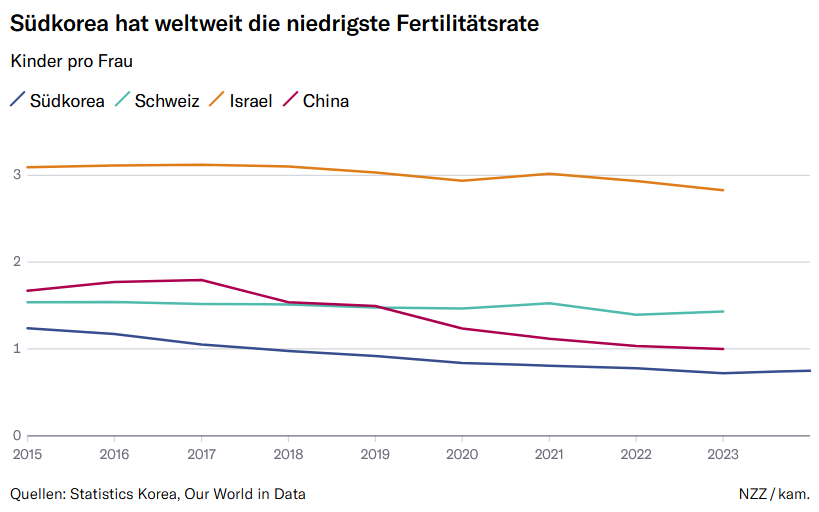 Südkorea hat weltweit die niedrigste Fertilitätsrate
Kinder pro Frau
Südkorea Schweiz Israel China
3
2
1
0
2015 2016 2017 2018 2019 2020 2021 2022 2023
Quellen: Statistics Korea, Our World in Data NZZ / kam.